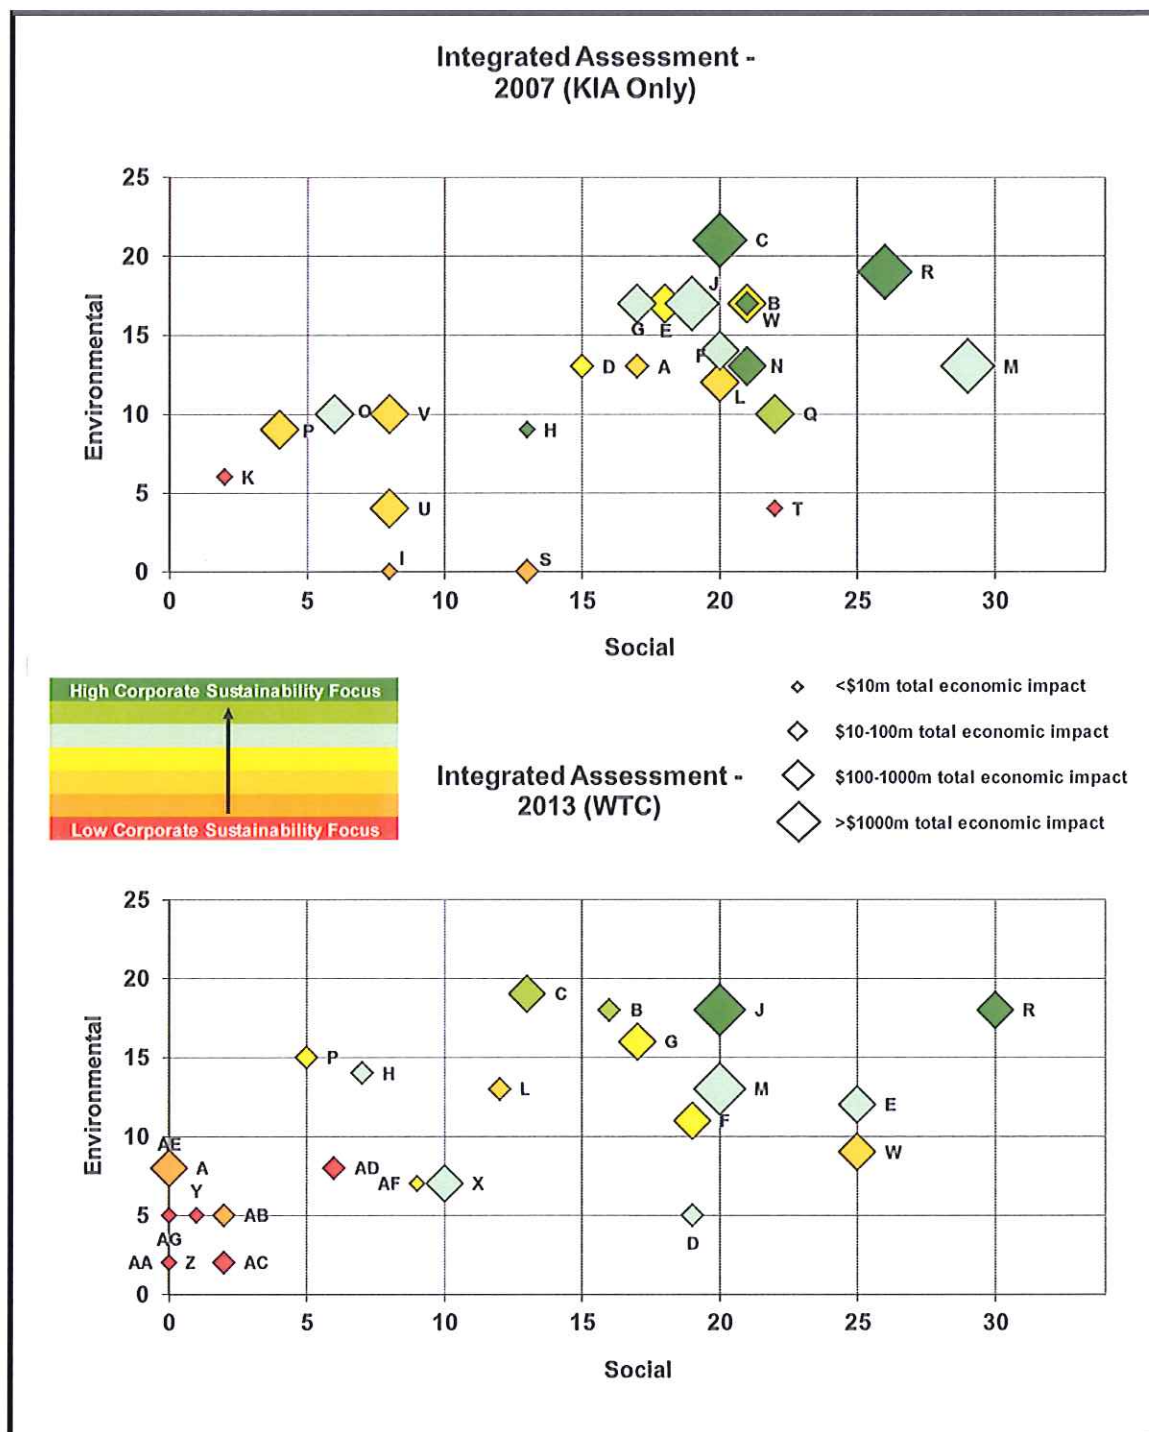 Integrated Assessment -
2007 (KIA Only)
25
20
15
10
5
0
Environmental
C
R
J
B
W
G
E
F
N
M
D
A
L
O
V
Q
P
H
K
U
T
I
S
0 5 10 15 20 25 30
Social
High Corporate Sustainability Focus
Low Corporate Sustainability Focus
<$10m total economic impact
$10-100m total economic impact
$100-1000m total economic impact
>$1000m total economic impact
Integrated Assessment -
2013 (WTC)
25
20
15
10
5
0
Environmental
C
B
J
R
G
P
H
L
M
E
F
W
AE
A
AD
AF
X
Y
AB
AG
D
AA
Z
AC
0 5 10 15 20 25 30
Social